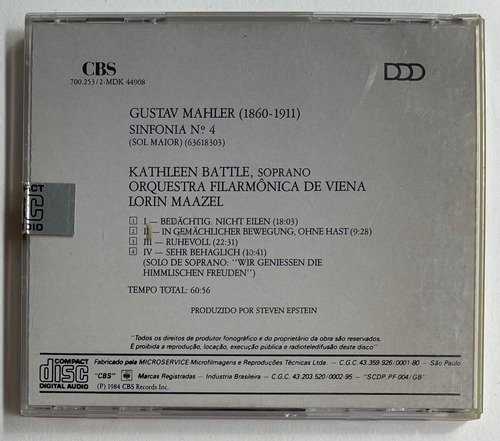 CBS
700.253/2-MDK 44908
DDD
GUSTAV MAHLER (1860-1911)
SINFONIA Nº 4
(SOL MAIOR) (63618303)
KATHLEEN BATTLE, SOPRANO
ORQUESTRA FILARMÔNICA DE VIENA
LORIN MAAZEL
1 I — BEDÄCHTIG. NICHT EILEN (18:03)
2 II — IN GEMÄCHLICHER BEWEGUNG, OHNE HAST (9:28)
3 III — RUHEVOLL (22:31)
4 IV — SEHR BEHAGLICH (10:41)
(SOLO DE SOPRANO: "WIR GENIESSEN DIE
HIMMLISCHEN FREUDEN")
TEMPO TOTAL: 60:56
PRODUZIDO POR STEVEN EPSTEIN
"Todos os direitos de produtor fonográfico e do proprietário da obra são reservados.
É proibida a reprodução, locação, execução pública e radioteledifusão deste disco"
COMPACT
disc
DIGITAL AUDIO
Fabricado pela MICROSERVICE Microfilmagens e Reproduções Técnicas Ltda. — C.G.C. 43.359.926/0001-80 — São Paulo
"CBS" Marcas Registradas — Indústria Brasileira — C.G.C. 43.203.520/0002-95 — "SCDP. PF 004/GB"
(P) 1984 CBS Records Inc.